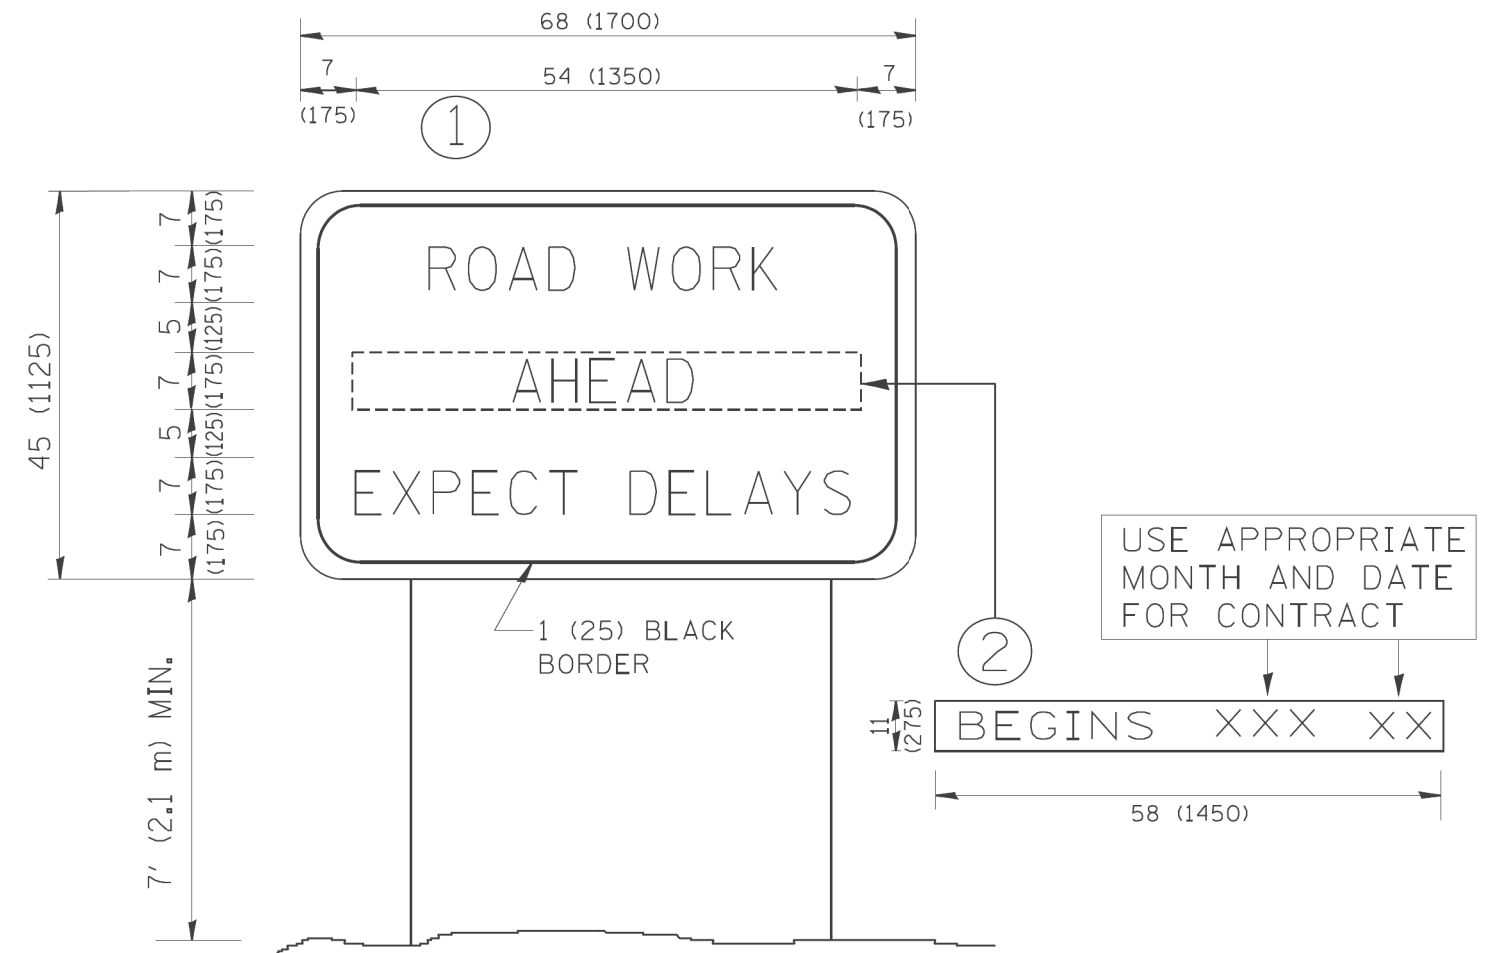 68 (1700)
7
54 (1350)
7
(175)
(175)
1
7
(175)
7
(175)
5
(125)
7
(175)
5
(125)
7
(175)
7
(175)
45 (1125)
ROAD WORK
AHEAD
EXPECT DELAYS
1 (25) BLACK
BORDER
7' (2.1 m) MIN.
2
USE APPROPRIATE
MONTH AND DATE
FOR CONTRACT
11
(275)
BEGINS XXX XX
58 (1450)